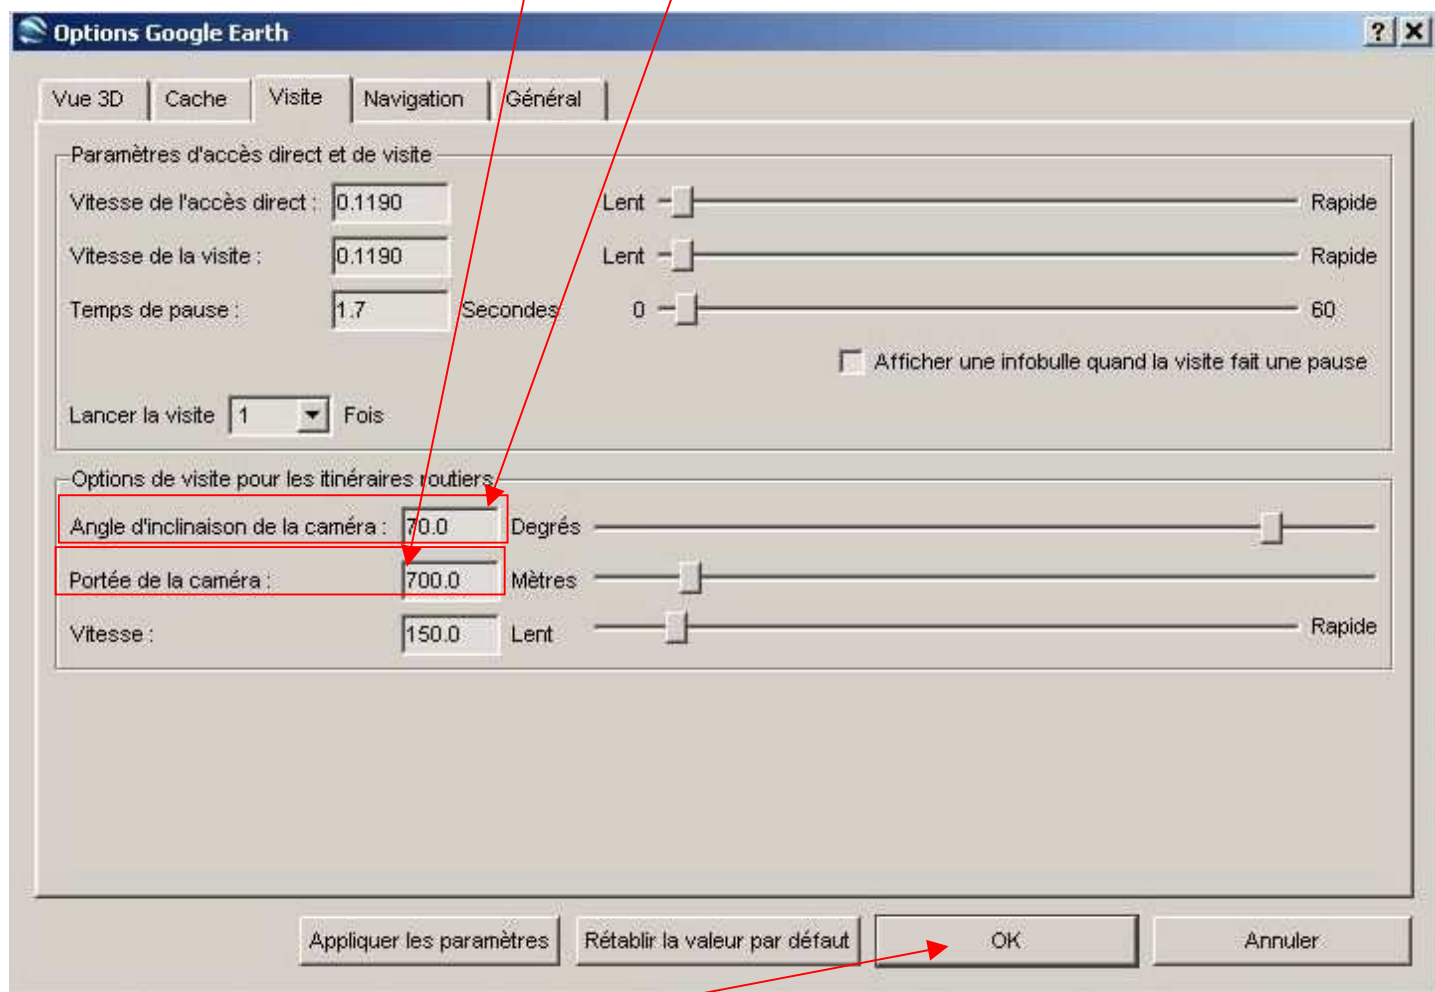 Options Google Earth
Vue 3D Cache Visite Navigation Général
Paramètres d'accès direct et de visite
Vitesse de l'accès direct : 0.1190 Lent Rapide
Vitesse de la visite : 0.1190 Lent Rapide
Temps de pause : 1.7 Secondes 0 60
Afficher une infobulle quand la visite fait une pause
Lancer la visite 1 Fois
Options de visite pour les itinéraires routiers
Angle d'inclinaison de la caméra : 70.0 Degrés
Portée de la caméra : 700.0 Mètres
Vitesse : 150.0 Lent Rapide
Appliquer les paramètres Rétablir la valeur par défaut OK Annuler